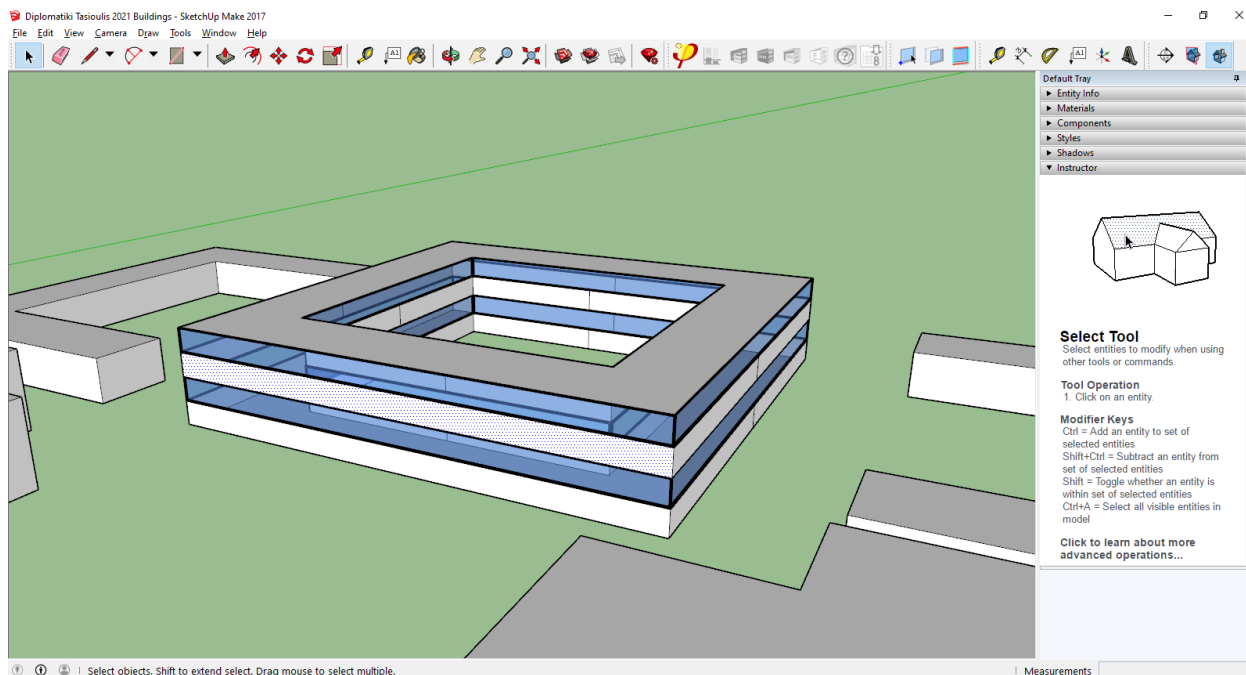 Diplomatiki Tasioulis 2021 Buildings - SketchUp Make 2017
File Edit View Camera Draw Tools Window Help
A1
A1
Default Tray
Entity Info
Materials
Components
Styles
Shadows
Instructor
Select Tool
Select entities to modify when using
other tools or commands.
Tool Operation
1. Click on an entity.
Modifier Keys
Ctrl = Add an entity to set of
selected entities
Shift+Ctrl = Subtract an entity from
set of selected entities
Shift = Toggle whether an entity is
within set of selected entities
Ctrl+A = Select all visible entities in
model
Click to learn about more
advanced operations...
Select objects. Shift to extend select. Drag mouse to select multiple.
Measurements